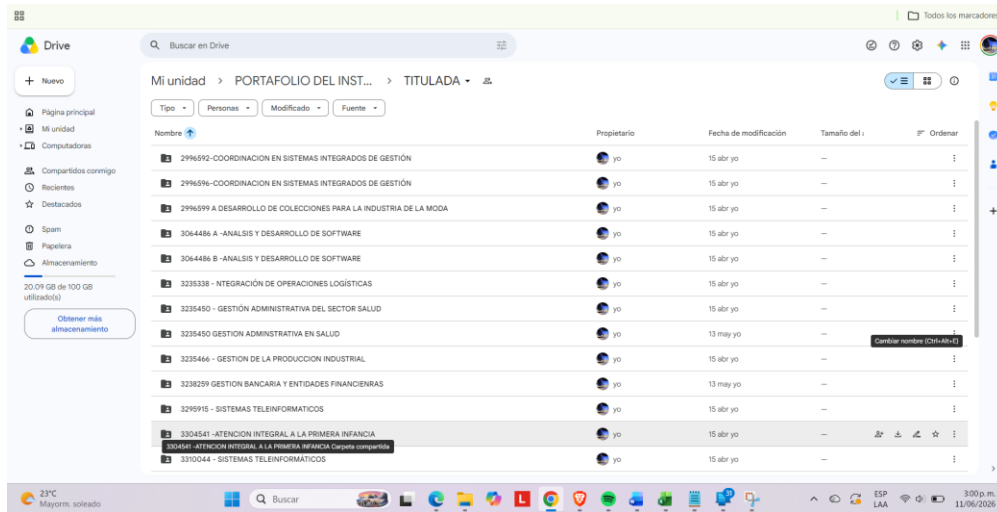 Todos los marcadores
Drive
Buscar en Drive
Nuevo
Página principal
Mi unidad
Computadoras
Compartidos conmigo
Recientes
Destacados
Spam
Papelera
Almacenamiento
20.09 GB de 100 GB
utilizado(s)
Obtener más
almacenamiento
Mi unidad > PORTAFOLIO DEL INST... > TITULADA
Tipo Personas Modificado Fuente
Nombre Propietario Fecha de modificación Tamaño del Ordenar
2996592-COORDINACION EN SISTEMAS INTEGRADOS DE GESTIÓN yo 15 abr yo —
2996596-COORDINACION EN SISTEMAS INTEGRADOS DE GESTIÓN yo 15 abr yo —
2996599 A DESARROLLO DE COLECCIONES PARA LA INDUSTRIA DE LA MODA yo 15 abr yo —
3064486 A -ANALSIS Y DESARROLLO DE SOFTWARE yo 15 abr yo —
3064486 B -ANALSIS Y DESARROLLO DE SOFTWARE yo 15 abr yo —
3235338 - NTEGRACIÓN DE OPERACIONES LOGÍSTICAS yo 15 abr yo —
3235450 - GESTIÓN ADMINISTRATIVA DEL SECTOR SALUD yo 15 abr yo —
3235450 GESTION ADMINSTRATIVA EN SALUD yo 13 may yo —
Cambiar nombre (Ctrl+Alt+E)
3235466 - GESTION DE LA PRODUCCION INDUSTRIAL yo 15 abr yo —
3238259 GESTION BANCARIA Y ENTIDADES FINANCIENRAS yo 13 may yo —
3295915 - SISTEMAS TELEINFORMATICOS yo 15 abr yo —
3304541 -ATENCION INTEGRAL A LA PRIMERA INFANCIA yo 15 abr yo —
3304541 -ATENCION INTEGRAL A LA PRIMERA INFANCIA Carpeta compartida
3310044 - SISTEMAS TELEINFORMÁTICOS yo 15 abr yo —
23°C
Mayorm. soleado
Buscar
ESP
LAA
3:00 p. m.
11/06/2026